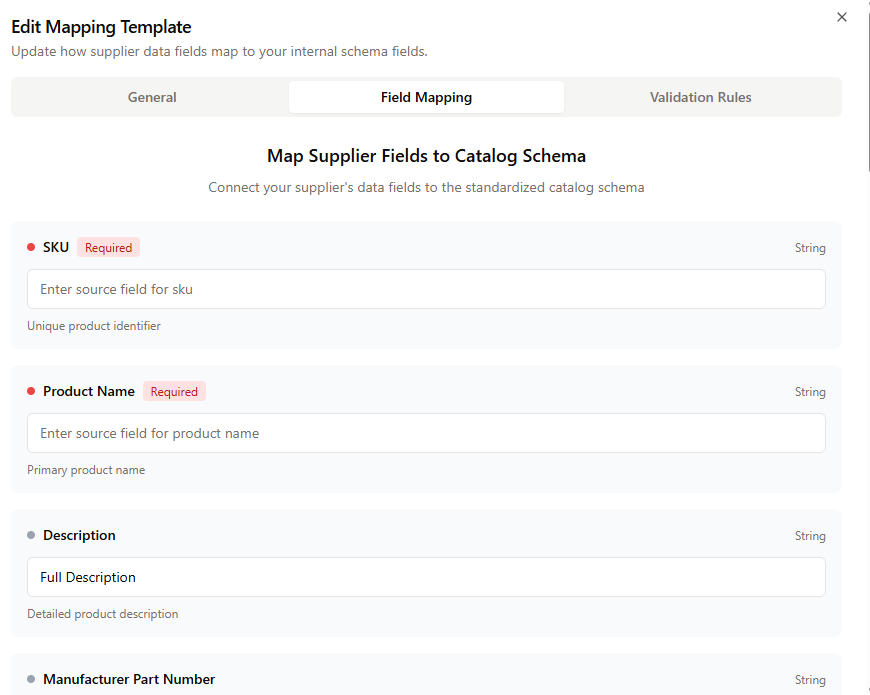 Edit Mapping Template
Update how supplier data fields map to your internal schema fields.
General Field Mapping Validation Rules
Map Supplier Fields to Catalog Schema
Connect your supplier's data fields to the standardized catalog schema
SKU Required String
Enter source field for sku
Unique product identifier
Product Name Required String
Enter source field for product name
Primary product name
Description String
Full Description
Detailed product description
Manufacturer Part Number String